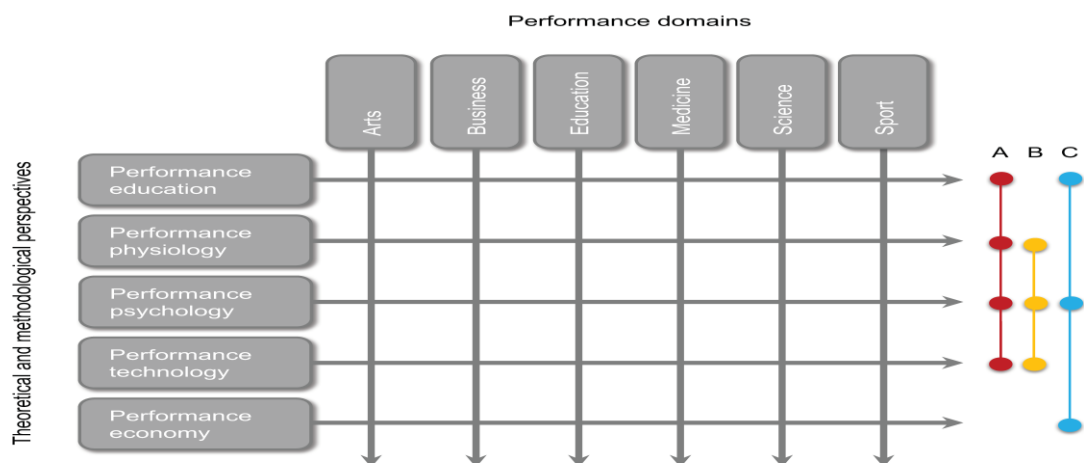 Performance domains
Arts
Business
Education
Medicine
Science
Sport
A B C
Theoretical and methodological perspectives
Performance
education
Performance
physiology
Performance
psychology
Performance
technology
Performance
economy